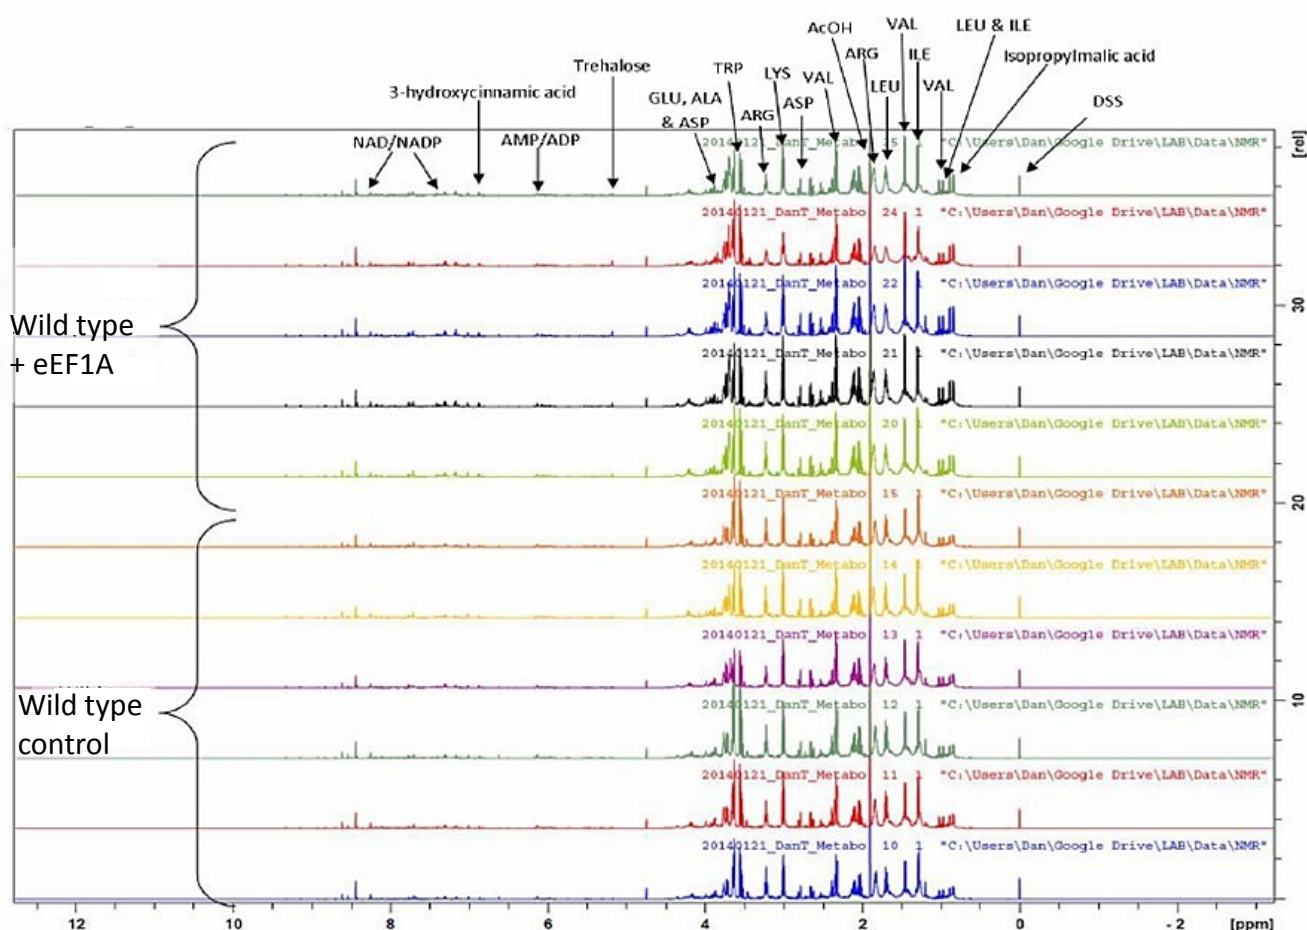 AcOH
VAL
LEU & ILE
ARG
ILE
Isopropylmalic acid
Trehalose
TRP
LYS
VAL
LEU
VAL
3-hydroxycinnamic acid
GLU, ALA
& ASP
ARG
ASP
DSS
NAD/NADP
AMP/ADP
[rel]
20140121_DanT_Metabo 25 1 "C:\Users\Dan\Google Drive\LAB\Data\NMR"
20140121_DanT_Metabo 24 1 "C:\Users\Dan\Google Drive\LAB\Data\NMR"
20140121_DanT_Metabo 22 1 "C:\Users\Dan\Google Drive\LAB\Data\NMR"
30
Wild type
+ eEF1A
20140121_DanT_Metabo 21 1 "C:\Users\Dan\Google Drive\LAB\Data\NMR"
20140121_DanT_Metabo 20 1 "C:\Users\Dan\Google Drive\LAB\Data\NMR"
20140121_DanT_Metabo 15 1 "C:\Users\Dan\Google Drive\LAB\Data\NMR"
20
20140121_DanT_Metabo 14 1 "C:\Users\Dan\Google Drive\LAB\Data\NMR"
20140121_DanT_Metabo 13 1 "C:\Users\Dan\Google Drive\LAB\Data\NMR"
20140121_DanT_Metabo 12 1 "C:\Users\Dan\Google Drive\LAB\Data\NMR"
10
Wild type
control
20140121_DanT_Metabo 11 1 "C:\Users\Dan\Google Drive\LAB\Data\NMR"
20140121_DanT_Metabo 10 1 "C:\Users\Dan\Google Drive\LAB\Data\NMR"
12 10 8 6 4 2 0 - 2 [ppm]